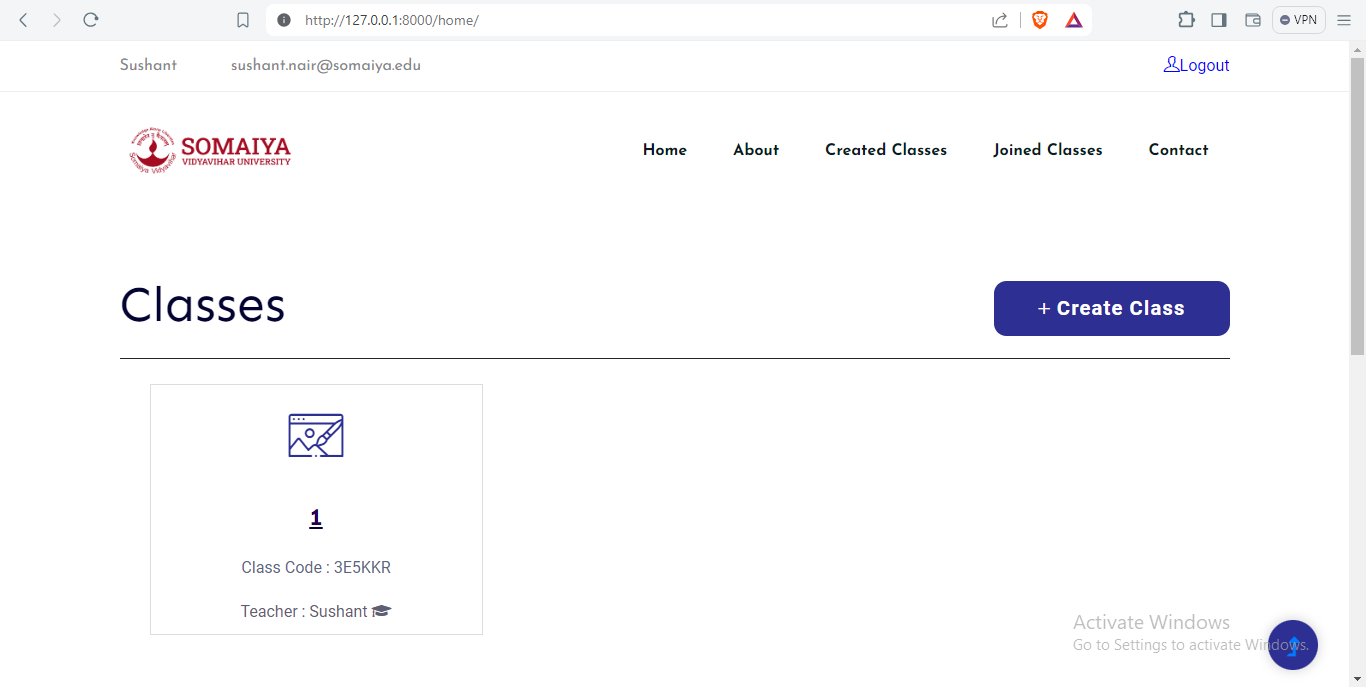 http://127.0.0.1:8000/home/
VPN
Sushant sushant.nair@somaiya.edu Logout
SOMAIYA
VIDYAVIHAR UNIVERSITY
Home About Created Classes Joined Classes Contact
Classes
+ Create Class
1
Class Code : 3E5KKR
Teacher : Sushant
Activate Windows
Go to Settings to activate Windows.